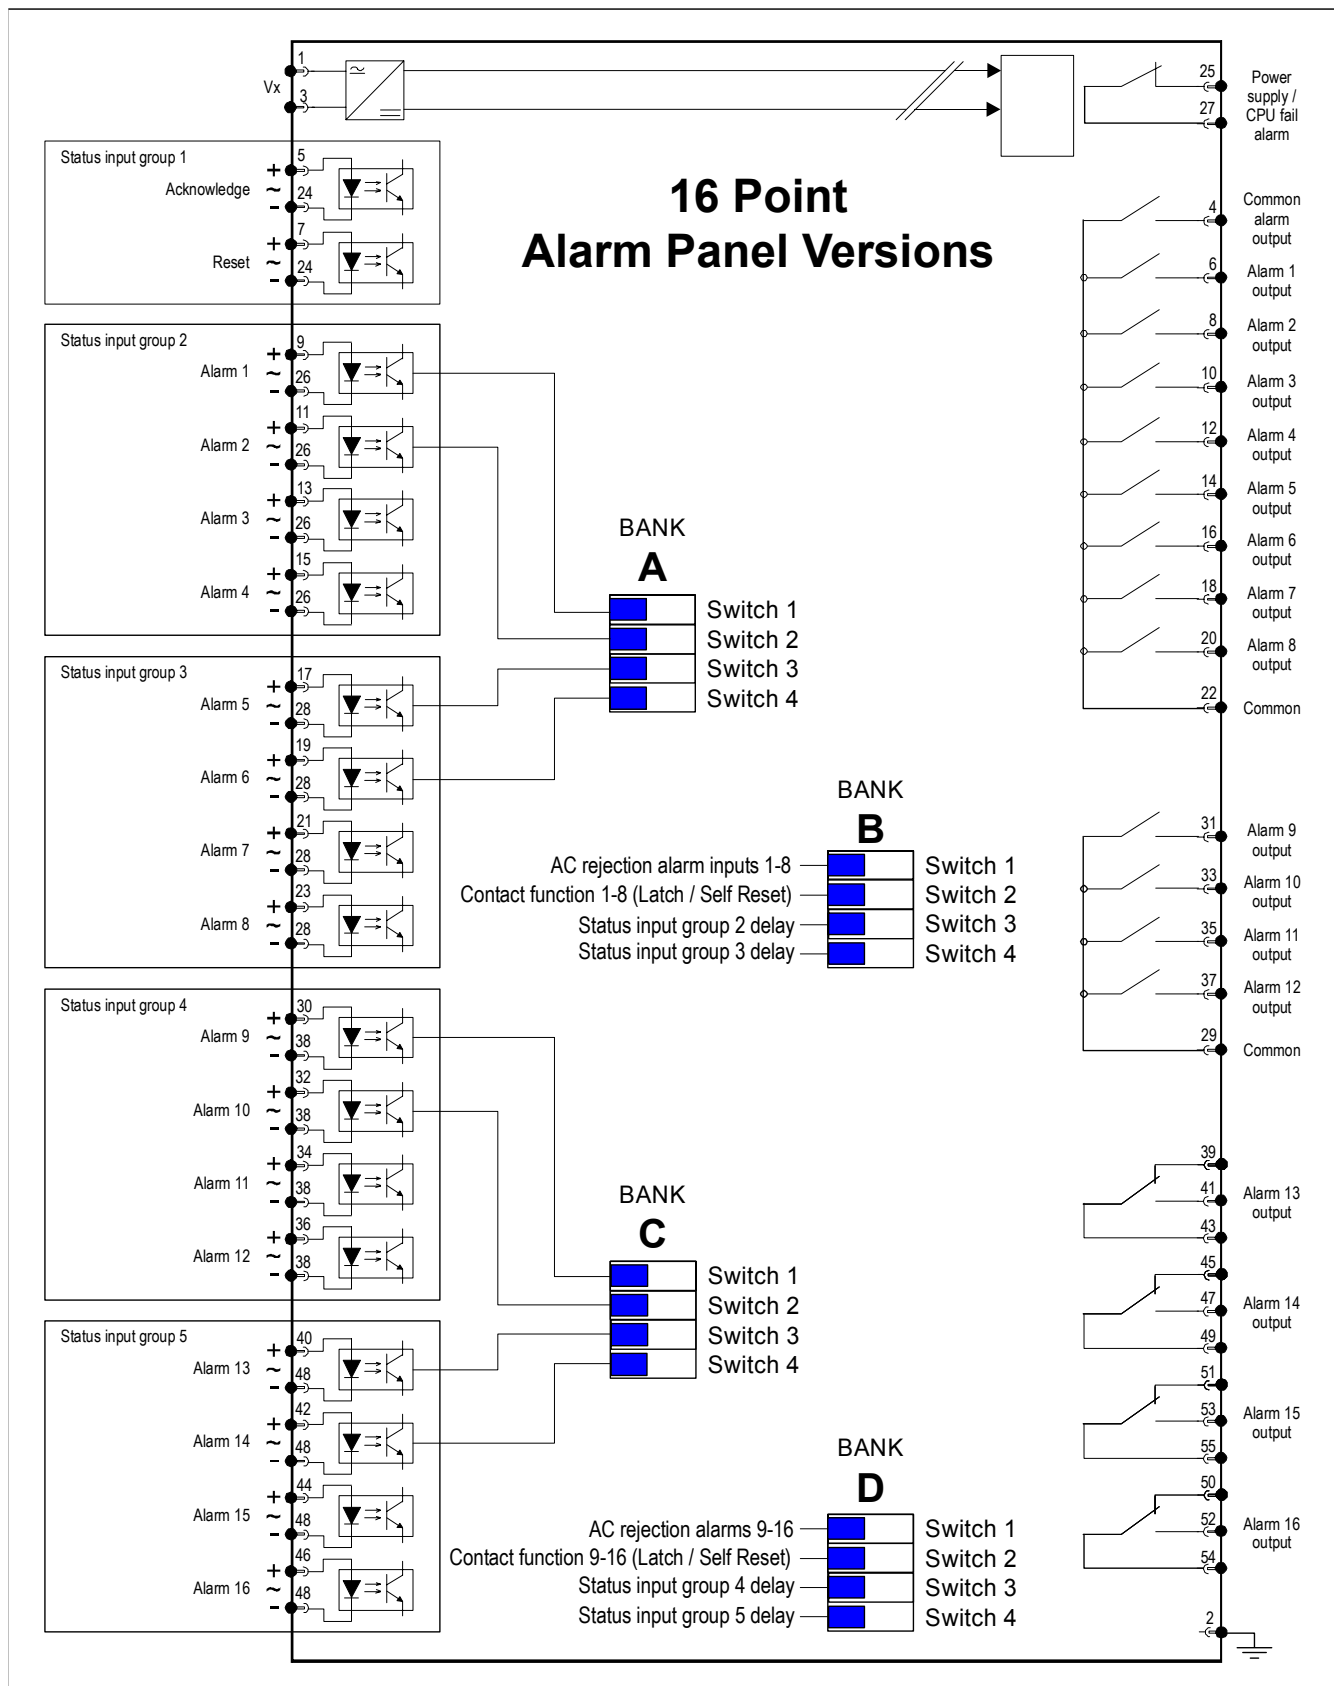 16 Point
Alarm Panel Versions
Vx
1
3
Status input group 1
Acknowledge
+
~
-
5
24
Reset
+
~
-
7
24
Status input group 2
Alarm 1
+
~
-
9
26
Alarm 2
+
~
-
11
26
Alarm 3
+
~
-
13
26
Alarm 4
+
~
-
15
26
Status input group 3
Alarm 5
+
~
-
17
28
Alarm 6
+
~
-
19
28
Alarm 7
+
~
-
21
28
Alarm 8
+
~
-
23
28
Status input group 4
Alarm 9
+
~
-
30
38
Alarm 10
+
~
-
32
38
Alarm 11
+
~
-
34
38
Alarm 12
+
~
-
36
38
Status input group 5
Alarm 13
+
~
-
40
48
Alarm 14
+
~
-
42
48
Alarm 15
+
~
-
44
48
Alarm 16
+
~
-
46
48
BANK
A
Switch 1
Switch 2
Switch 3
Switch 4
BANK
B
AC rejection alarm inputs 1-8 Switch 1
Contact function 1-8 (Latch / Self Reset) Switch 2
Status input group 2 delay Switch 3
Status input group 3 delay Switch 4
BANK
C
Switch 1
Switch 2
Switch 3
Switch 4
BANK
D
AC rejection alarms 9-16 Switch 1
Contact function 9-16 (Latch / Self Reset) Switch 2
Status input group 4 delay Switch 3
Status input group 5 delay Switch 4
25
27
Power
supply /
CPU fail
alarm
4
Common
alarm
output
6
Alarm 1
output
8
Alarm 2
output
10
Alarm 3
output
12
Alarm 4
output
14
Alarm 5
output
16
Alarm 6
output
18
Alarm 7
output
20
Alarm 8
output
22
Common
31
Alarm 9
output
33
Alarm 10
output
35
Alarm 11
output
37
Alarm 12
output
29
Common
39
41
43
Alarm 13
output
45
47
49
Alarm 14
output
51
53
55
Alarm 15
output
50
52
54
Alarm 16
output
2